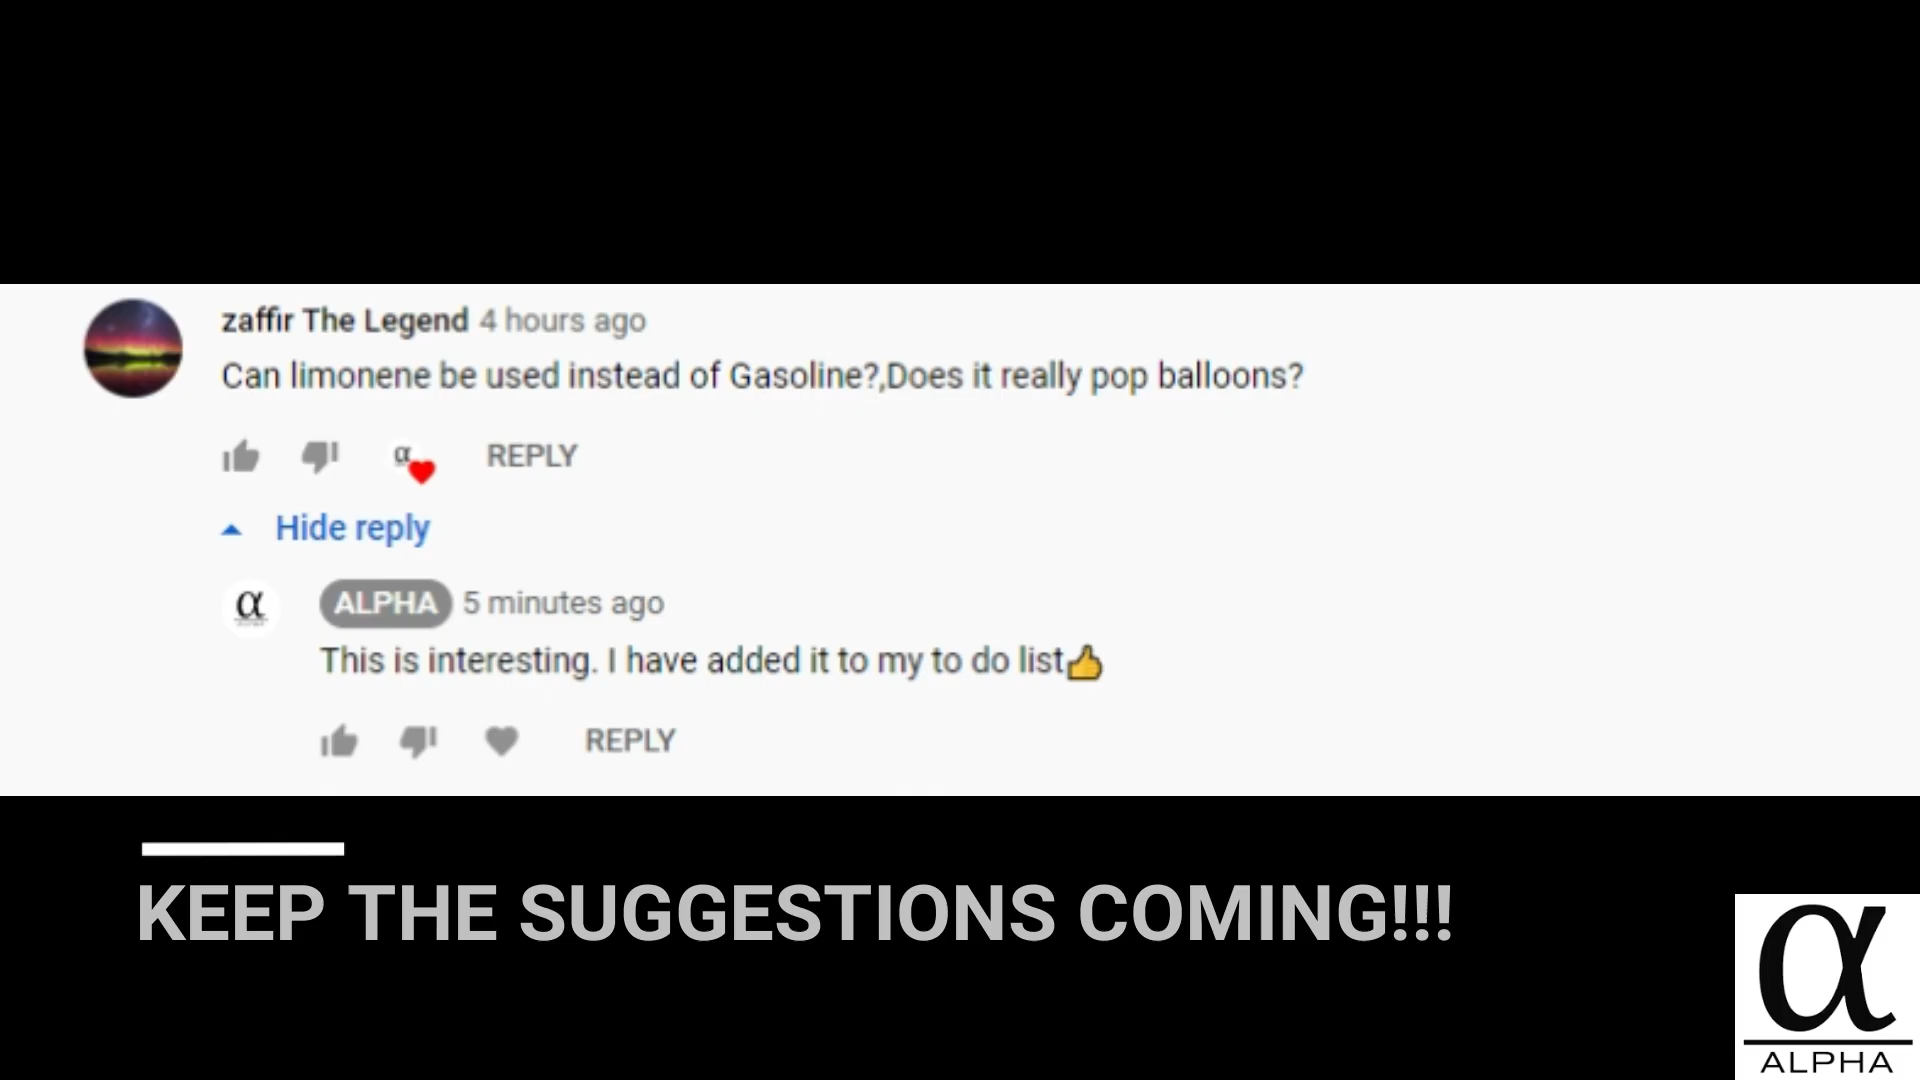 zaffir The Legend 4 hours ago
Can limonene be used instead of Gasoline?,Does it really pop balloons?
α REPLY
Hide reply
α ALPHA 5 minutes ago
This is interesting. I have added it to my to do list👍
REPLY
KEEP THE SUGGESTIONS COMING!!!
α
ALPHA